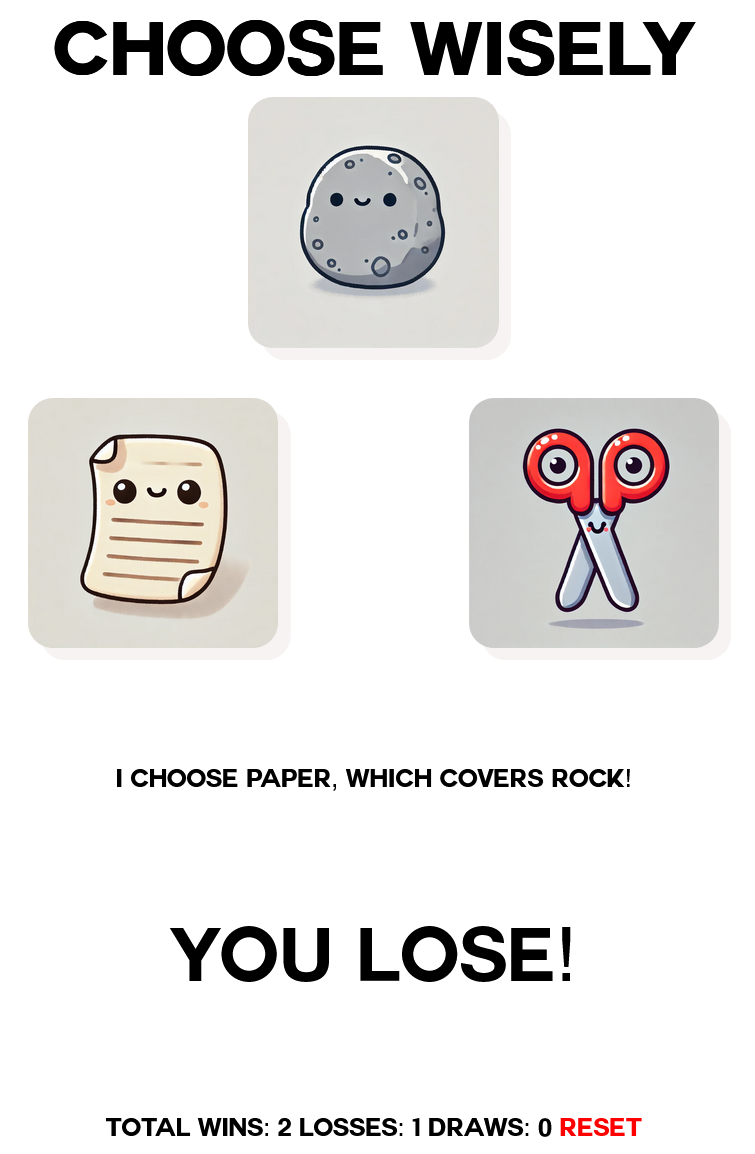 CHOOSE WISELY
I CHOOSE PAPER, WHICH COVERS ROCK!
YOU LOSE!
TOTAL WINS: 2 LOSSES: 1 DRAWS: 0 RESET